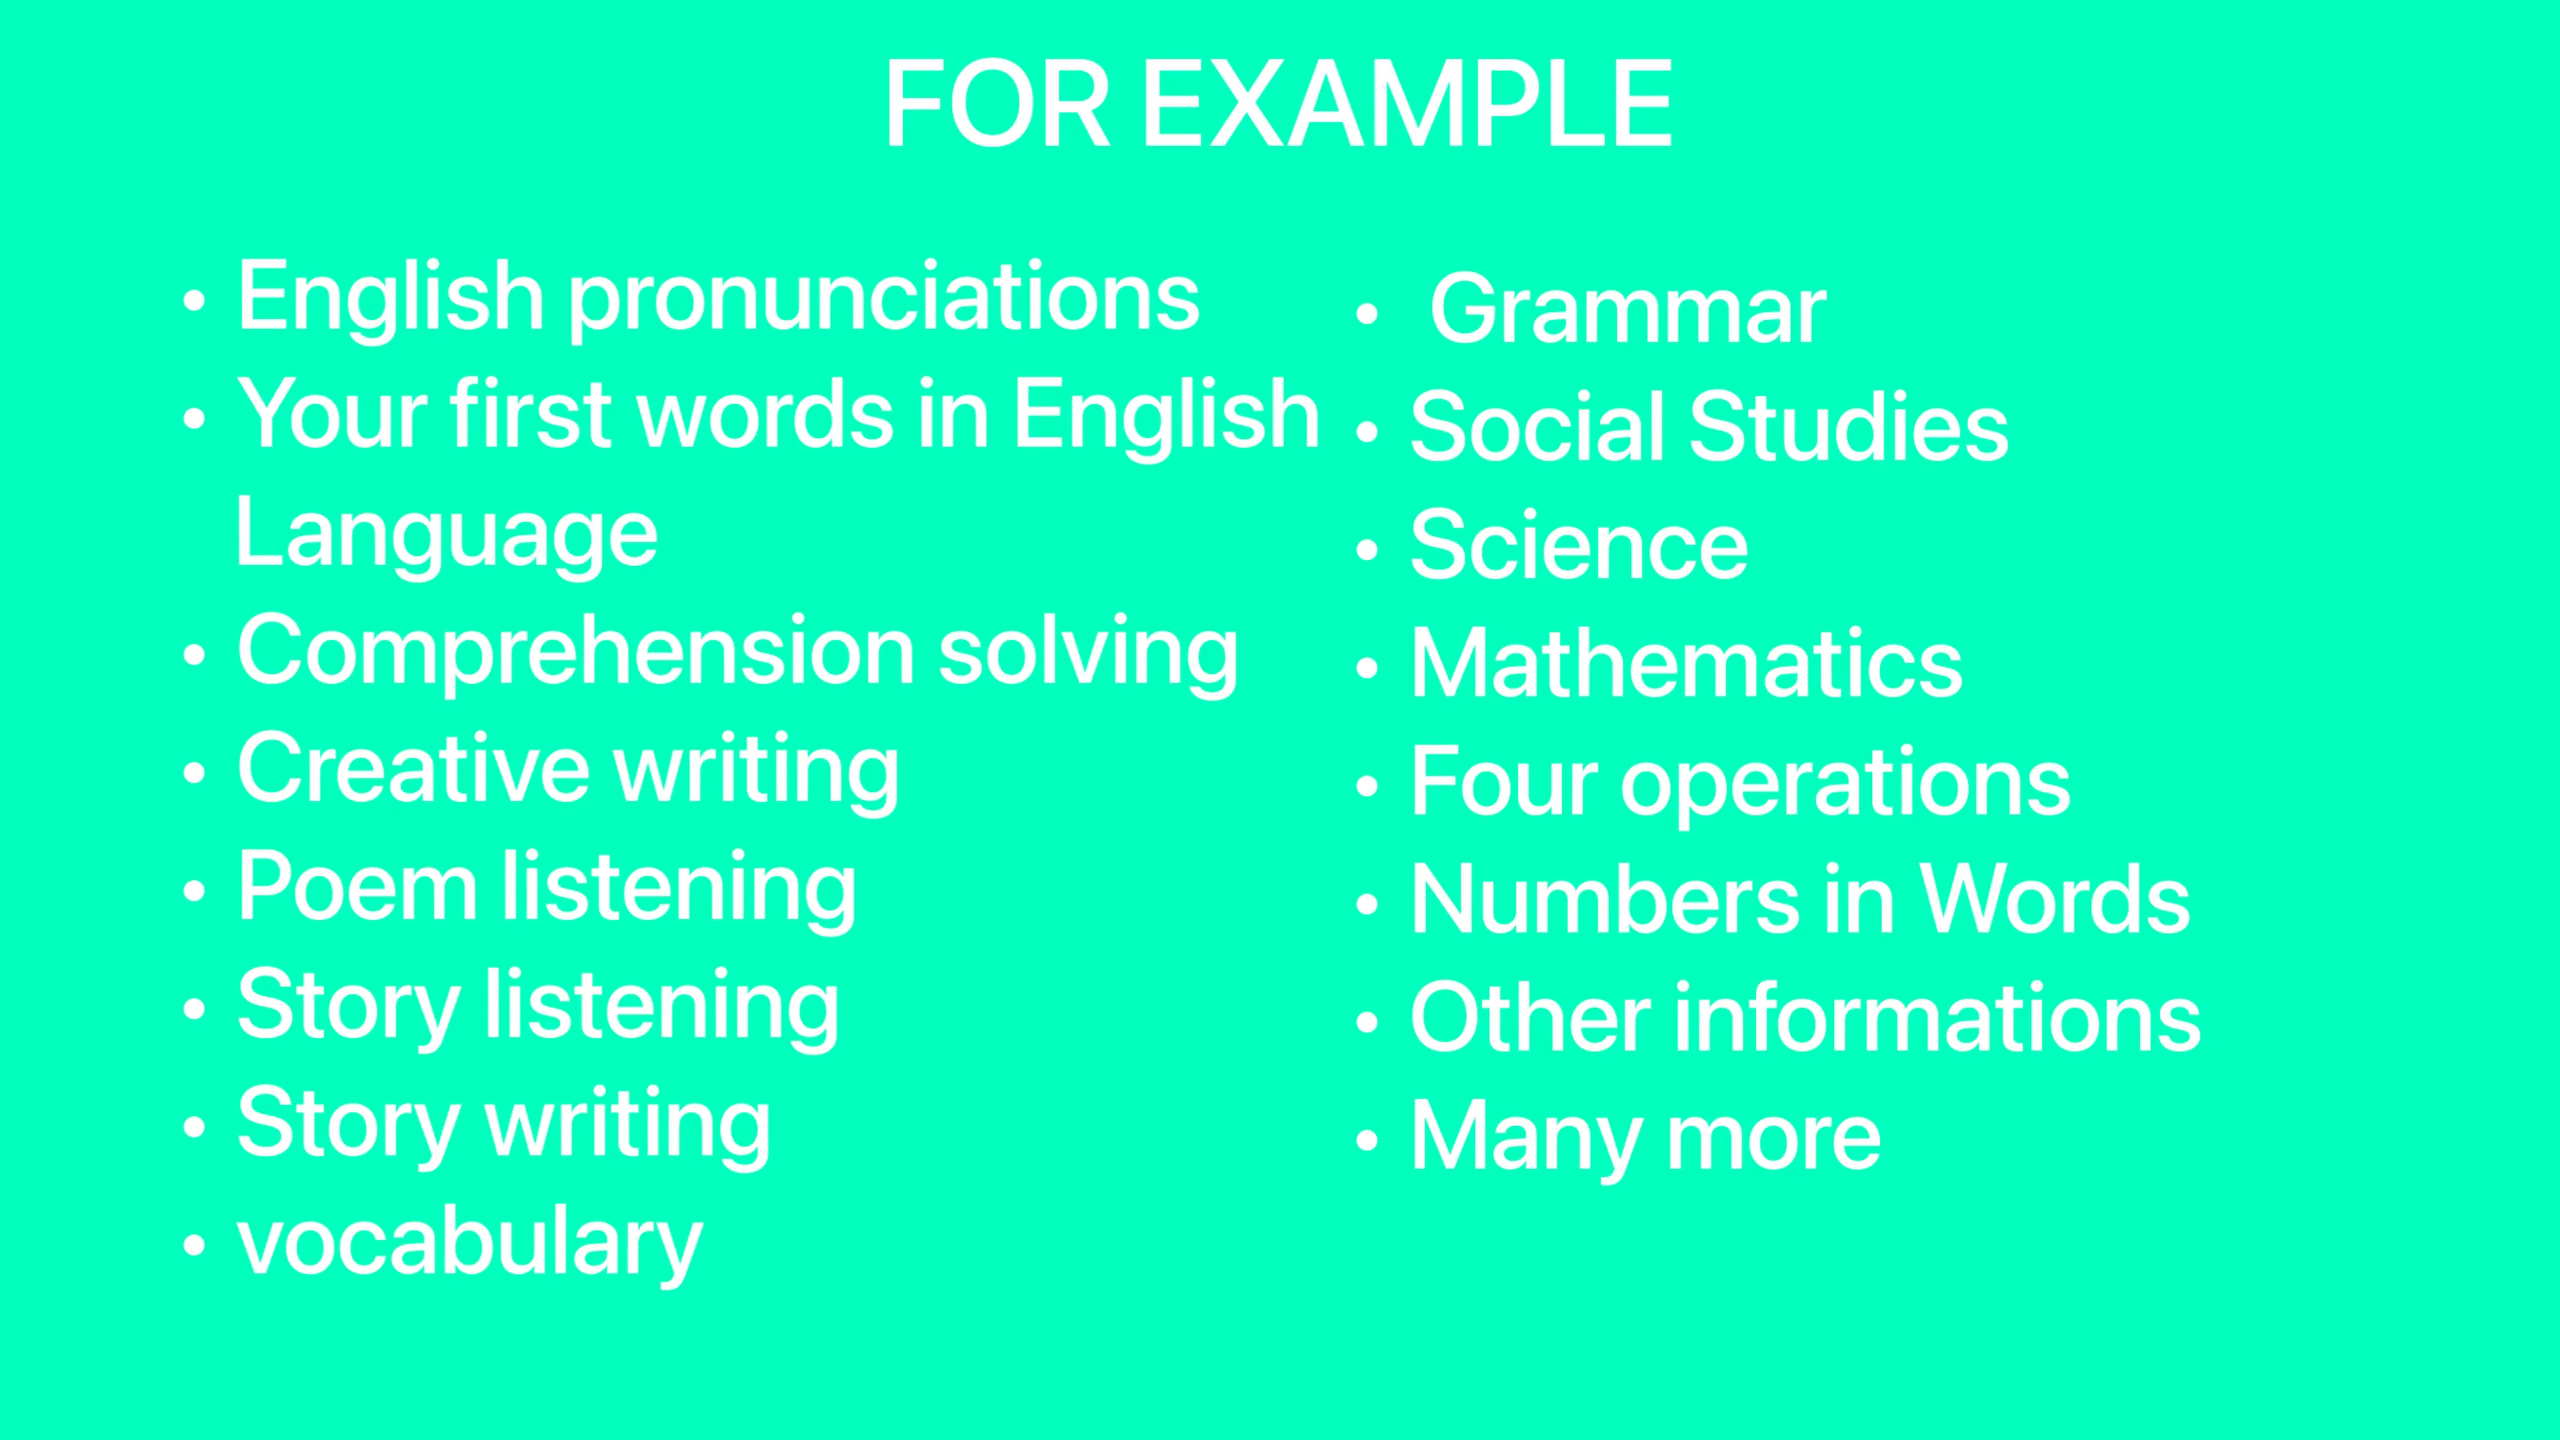 FOR EXAMPLE
• English pronunciations
• Your first words in English
Language
• Comprehension solving
• Creative writing
• Poem listening
• Story listening
• Story writing
• vocabulary
• Grammar
• Social Studies
• Science
• Mathematics
• Four operations
• Numbers in Words
• Other informations
• Many more